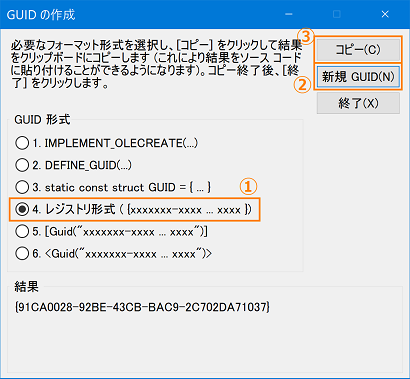 GUID の作成
必要なフォーマット形式を選択し、[コピー] をクリックして結果
をクリップボードにコピーします (これにより結果をソース コード
に貼り付けることができるようになります)。コピー終了後、[終
了] をクリックします。
③
コピー(C)
②
新規 GUID(N)
終了(X)
GUID 形式
1. IMPLEMENT_OLECREATE(...)
2. DEFINE_GUID(...)
3. static const struct GUID = { ... }
①
4. レジストリ形式 ( {xxxxxxx-xxxx ... xxxx })
5. [Guid("xxxxxxx-xxxx ... xxxx")]
6. <Guid("xxxxxxx-xxxx ... xxxx")>
結果
{91CA0028-92BE-43CB-BAC9-2C702DA71037}